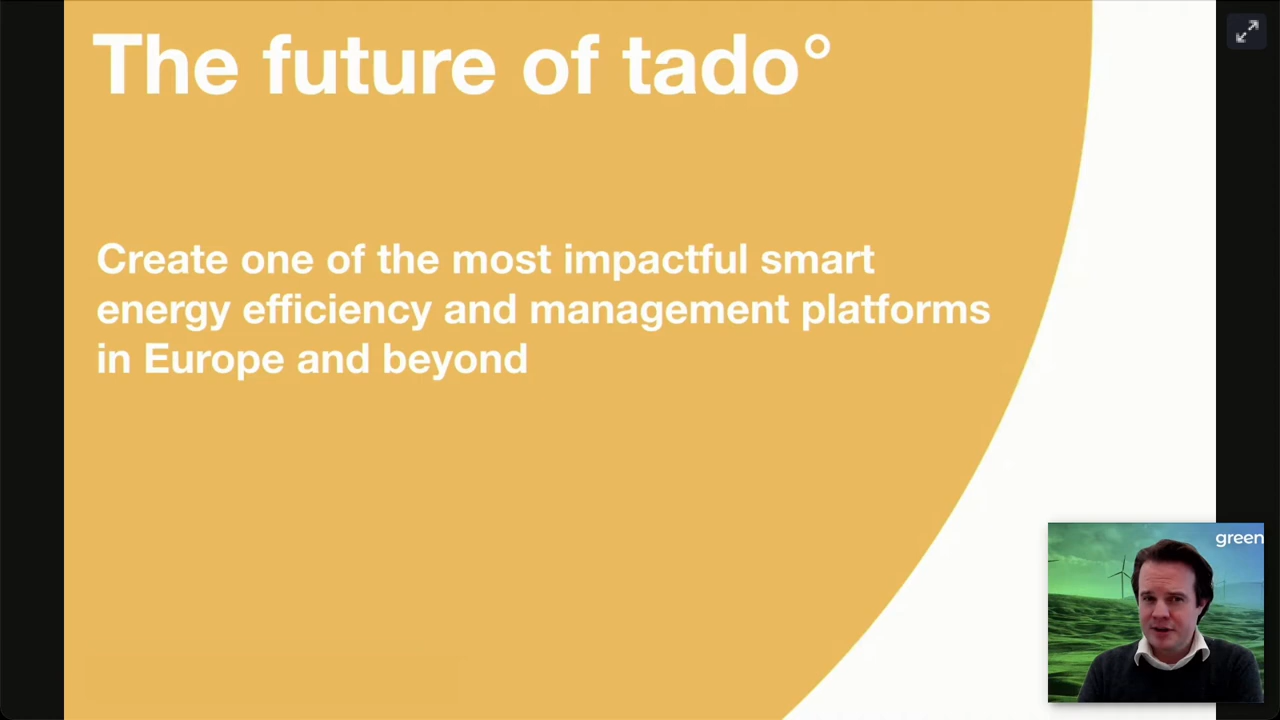 The future of tado°
Create one of the most impactful smart
energy efficiency and management platforms
in Europe and beyond
green